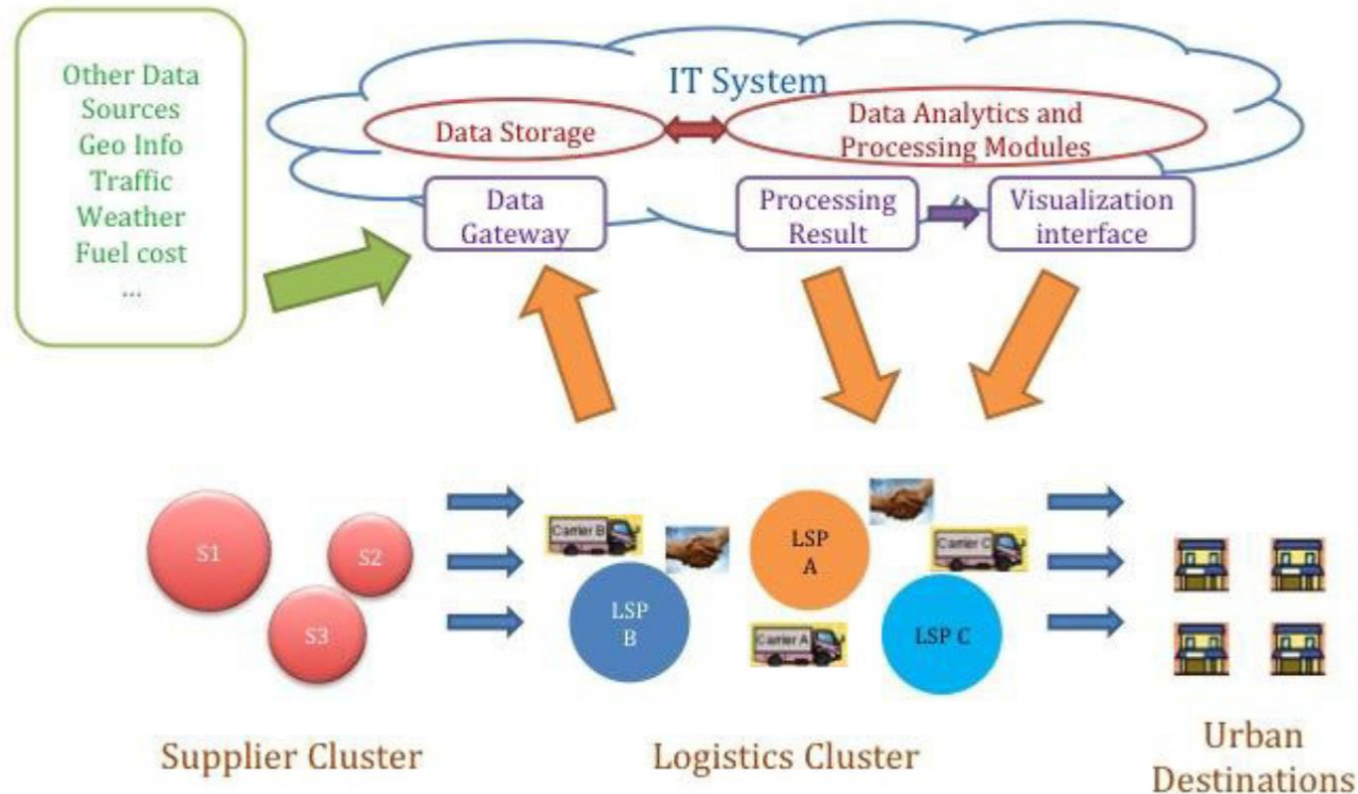 Other Data
Sources
Geo Info
Traffic
Weather
Fuel cost
...
IT System
Data Storage
Data Analytics and
Processing Modules
Data
Gateway
Processing
Result
Visualization
interface
S1
S2
S3
Carrier B
LSP
B
LSP
A
Carrier A
Carrier C
LSP C
Supplier Cluster
Logistics Cluster
Urban
Destinations